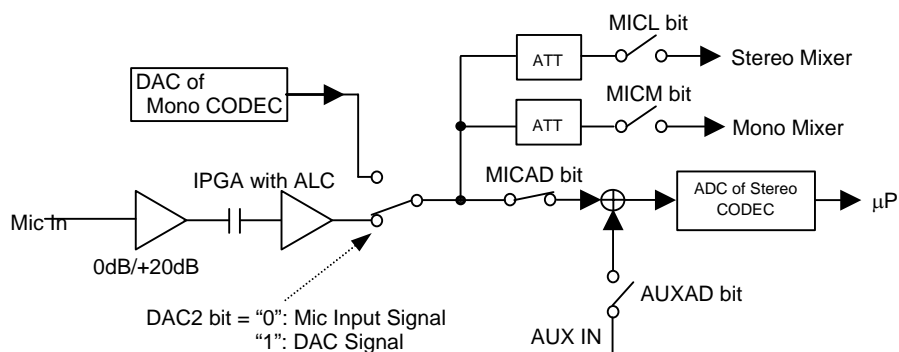 MICL bit
ATT
Stereo Mixer
DAC of
Mono CODEC
MICM bit
ATT
Mono Mixer
IPGA with ALC
MICAD bit
ADC of Stereo
CODEC
μP
Mic In
0dB/+20dB
AUXAD bit
DAC2 bit = “0”: Mic Input Signal
“1”: DAC Signal
AUX IN